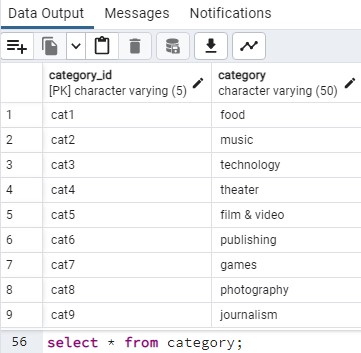 Data Output Messages Notifications
category_id category
[PK] character varying (5) character varying (50)
1 cat1 food
2 cat2 music
3 cat3 technology
4 cat4 theater
5 cat5 film & video
6 cat6 publishing
7 cat7 games
8 cat8 photography
9 cat9 journalism
56 select * from category;